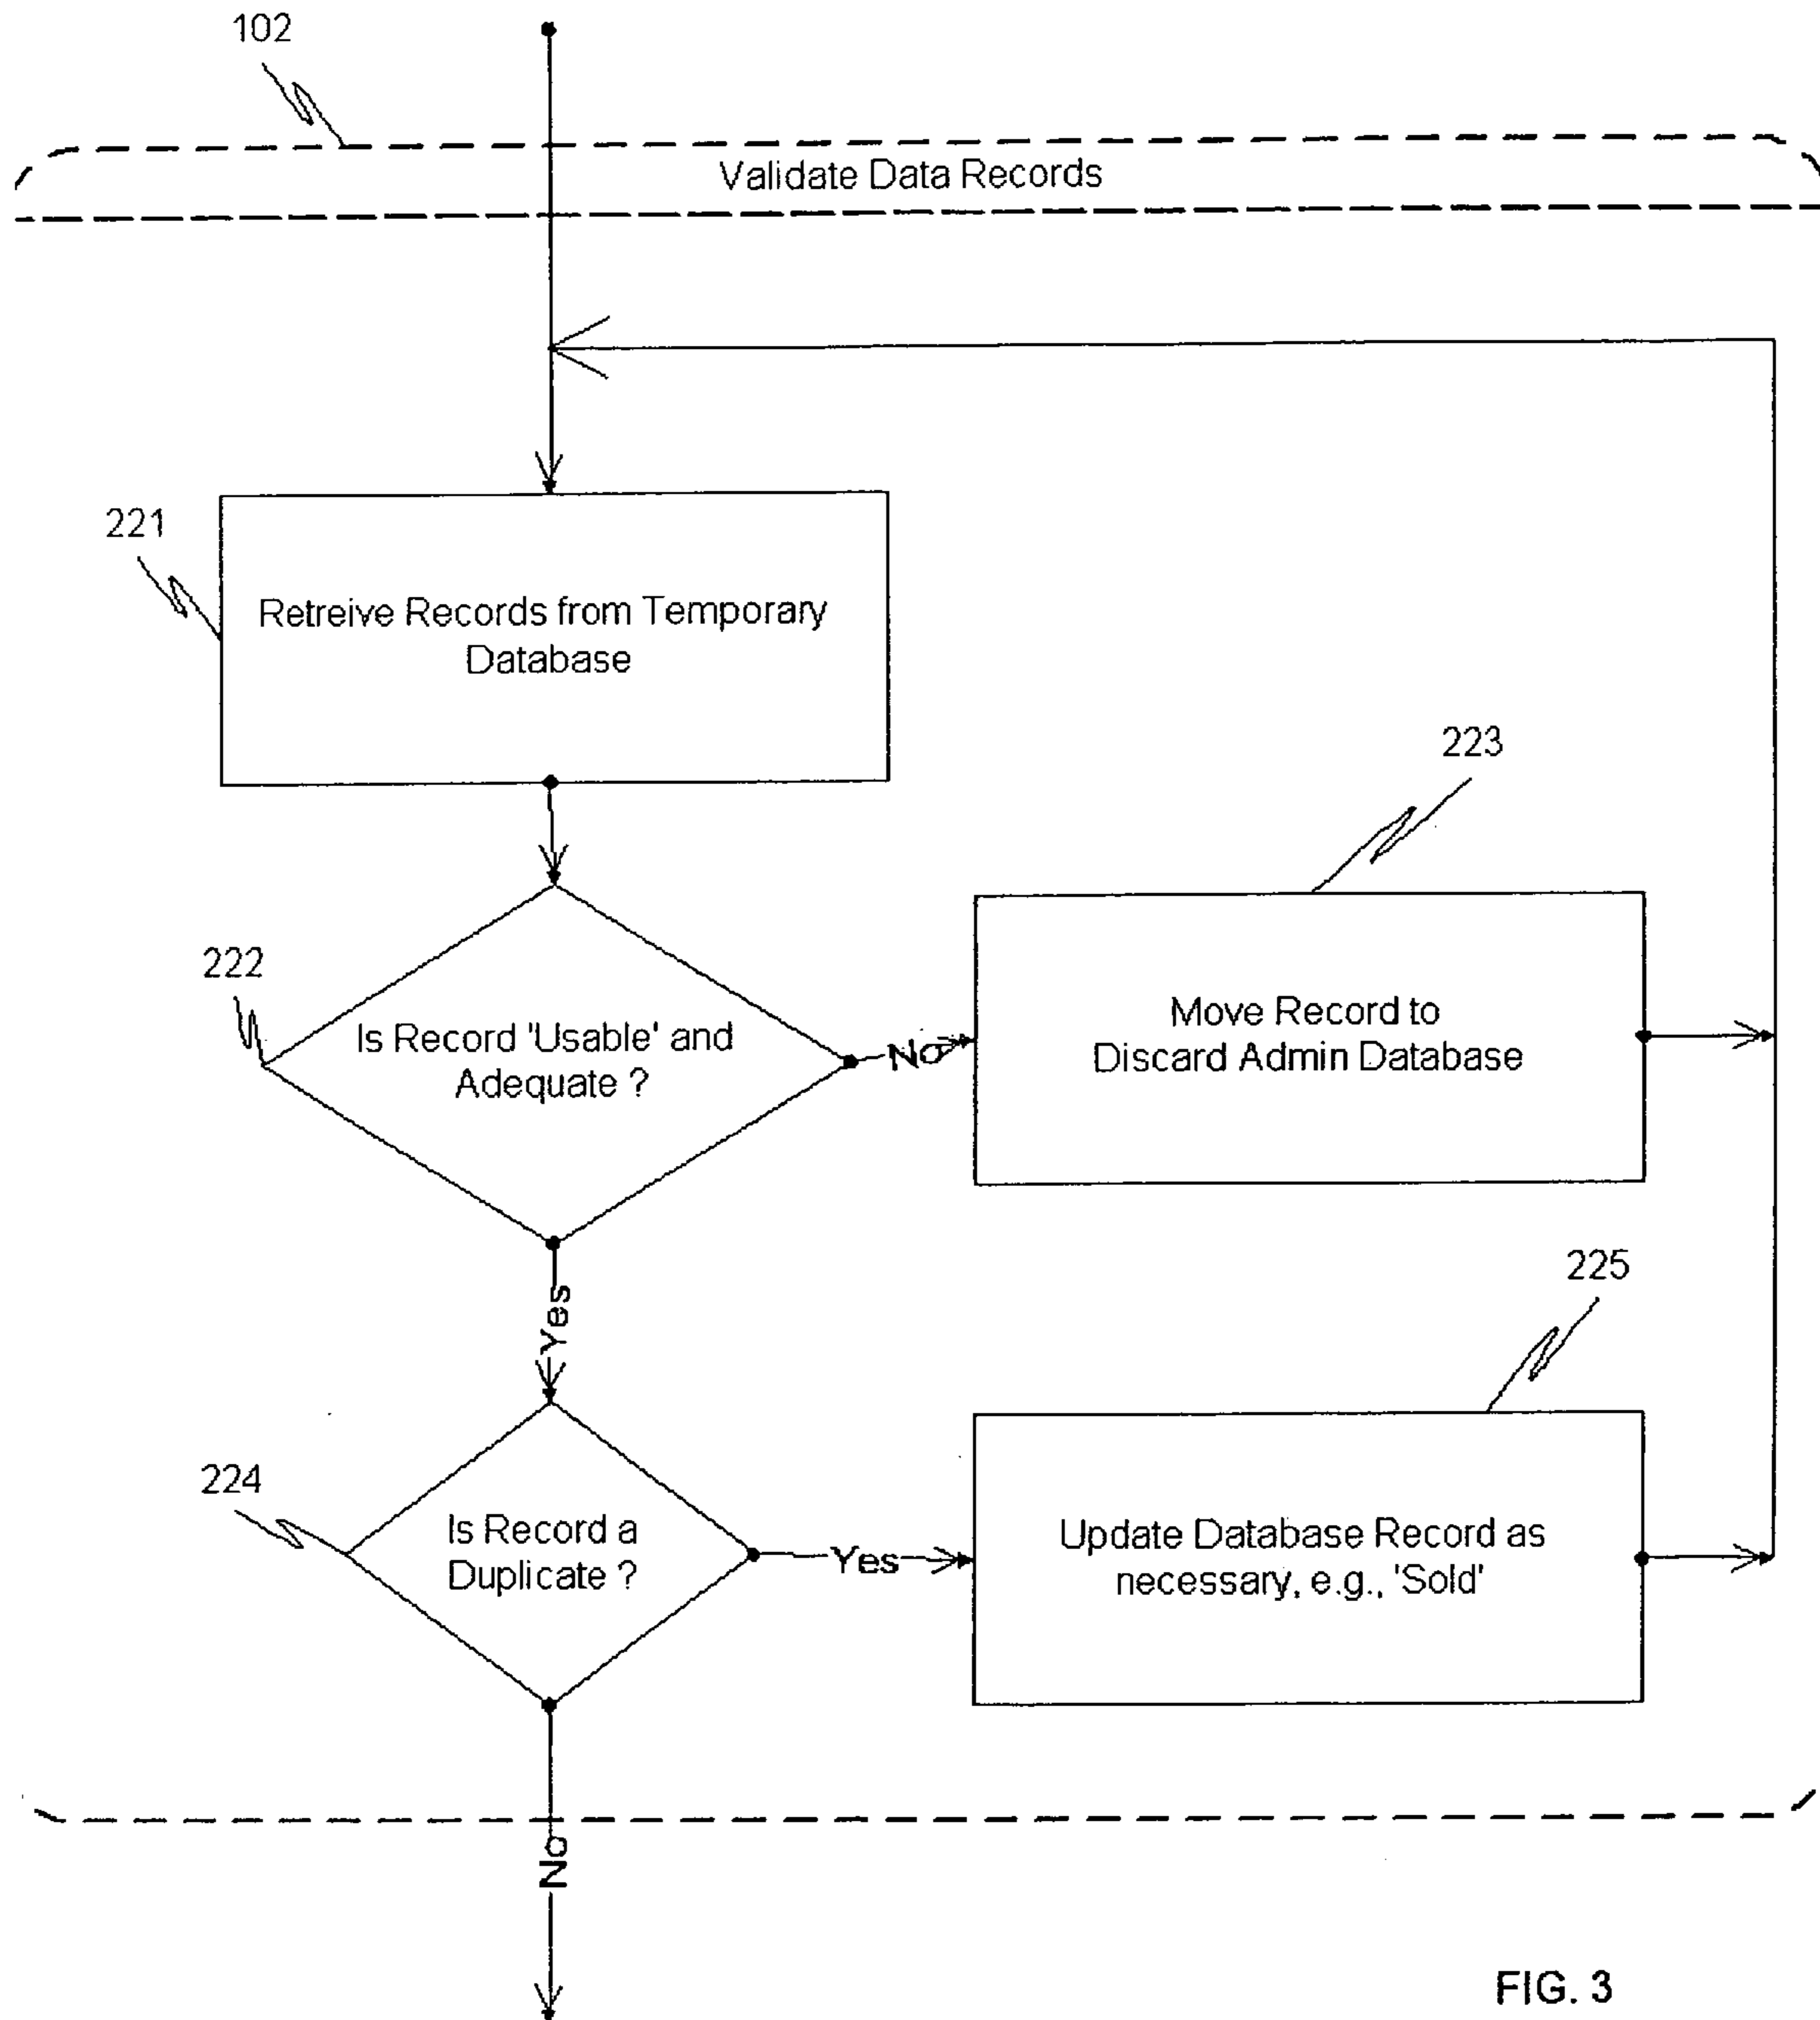 102
Validate Data Records
221
Retreive Records from Temporary
Database
223
222
Is Record 'Usable' and
Adequate ?
No
Move Record to
Discard Admin Database
Yes
225
224
Is Record a
Duplicate ?
Yes
Update Database Record as
necessary, e.g., 'Sold'
No
FIG. 3